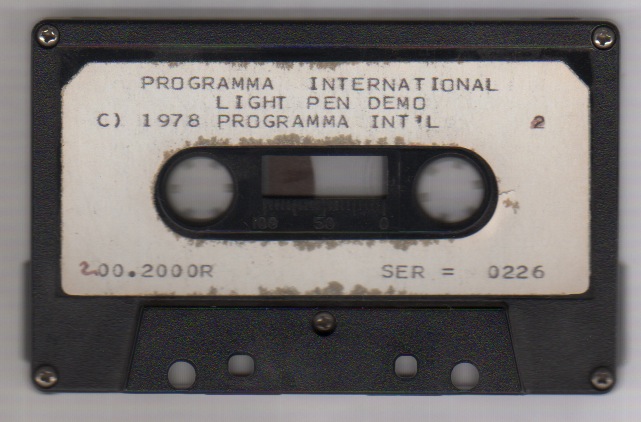 PROGRAMMA INTERNATIONAL
LIGHT PEN DEMO
C) 1978 PROGRAMMA INT'L 2
100 50 0
200.2000R SER = 0226